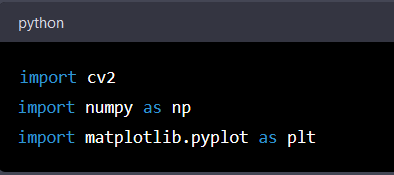 python
import cv2
import numpy as np
import matplotlib.pyplot as plt